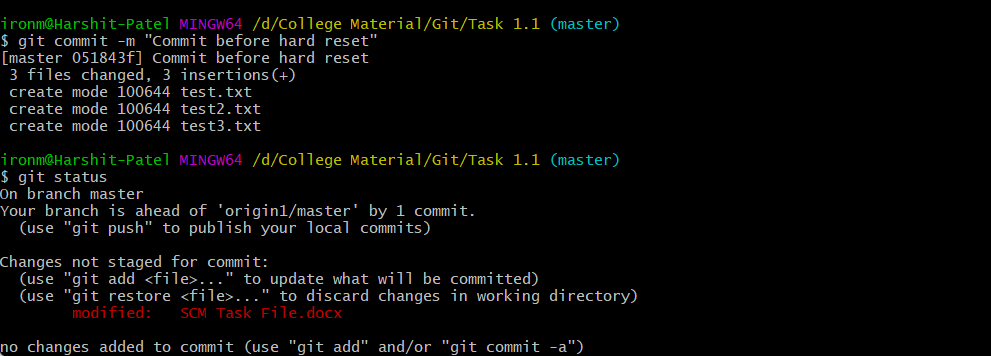 ironm@Harshit-Patel MINGW64 /d/College Material/Git/Task 1.1 (master)
$ git commit -m "Commit before hard reset"
[master 051843f] Commit before hard reset
 3 files changed, 3 insertions(+)
 create mode 100644 test.txt
 create mode 100644 test2.txt
 create mode 100644 test3.txt

ironm@Harshit-Patel MINGW64 /d/College Material/Git/Task 1.1 (master)
$ git status
On branch master
Your branch is ahead of 'origin1/master' by 1 commit.
  (use "git push" to publish your local commits)

Changes not staged for commit:
  (use "git add <file>..." to update what will be committed)
  (use "git restore <file>..." to discard changes in working directory)
        modified:   SCM Task File.docx

no changes added to commit (use "git add" and/or "git commit -a")